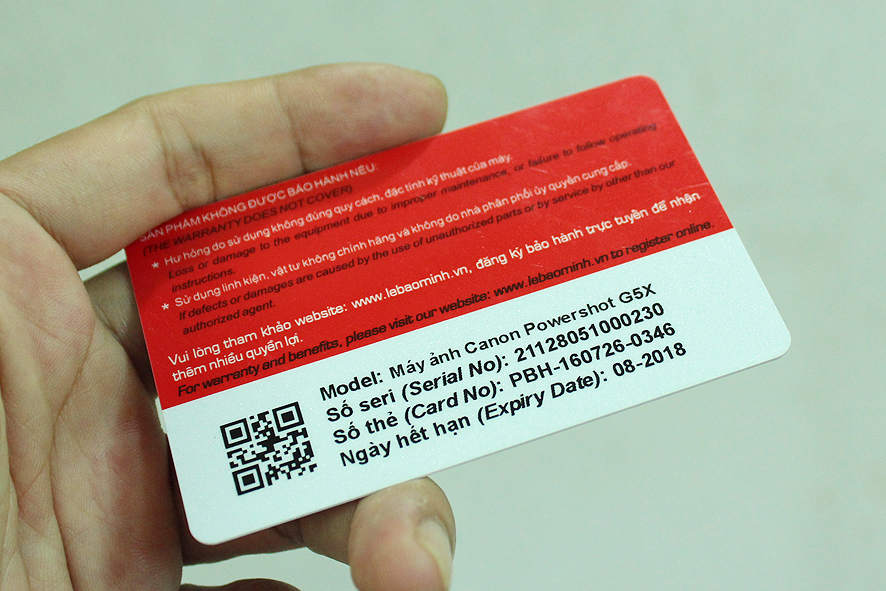 SẢN PHẨM KHÔNG ĐƯỢC BẢO HÀNH NẾU:
(THE WARRANTY DOES NOT COVER)
* Hư hỏng do sử dụng không đúng quy cách, đặc tính kỹ thuật của máy.
Loss or damage to the equipment due to improper maintenance, or failure to follow operating
instructions.
* Sử dụng linh kiện, vật tư không chính hãng và không do nhà phân phối ủy quyền cung cấp.
If defects or damages are caused by the use of unauthorized parts or by service by other than our
authorized agent.
Vui lòng tham khảo website: www.lebaominh.vn, đăng ký bảo hành trực tuyến để nhận
thêm nhiều quyền lợi.
For warranty and benefits, please visit our website: www.lebaominh.vn to register online.
Model: Máy ảnh Canon Powershot G5X
Số seri (Serial No): 21128051000230
Số thẻ (Card No): PBH-160726-0346
Ngày hết hạn (Expiry Date): 08-2018